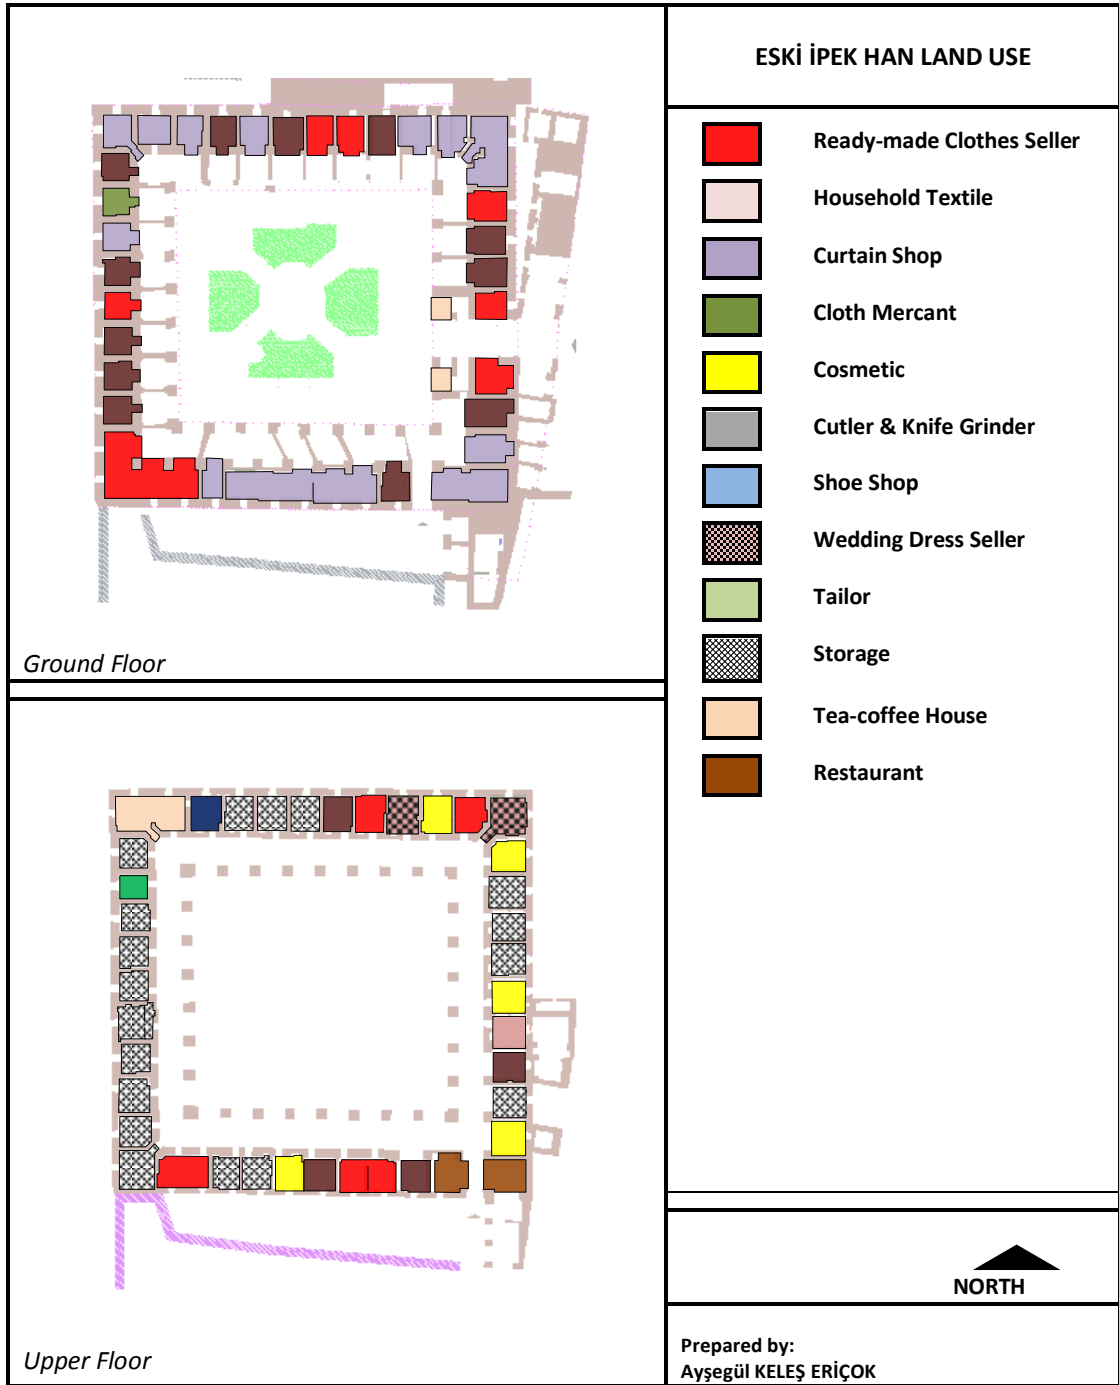 ESKİ İPEK HAN LAND USE
Ready-made Clothes Seller
Household Textile
Curtain Shop
Cloth Mercant
Cosmetic
Cutler & Knife Grinder
Shoe Shop
Wedding Dress Seller
Tailor
Storage
Tea-coffee House
Restaurant
Ground Floor
Upper Floor
NORTH
Prepared by:
Ayşegül KELEŞ ERİÇOK